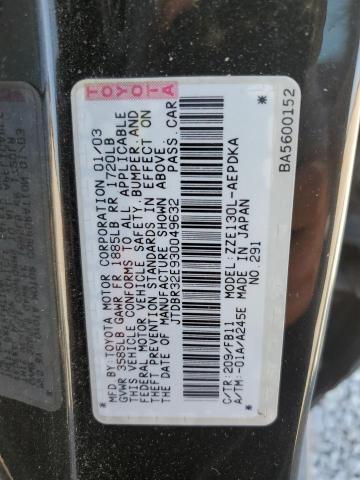 TOYOTA
MFD. BY: TOYOTA MOTOR CORPORATION 01/03
GVWR 3585LB GAWR FR 1885LB RR 1720LB
THIS VEHICLE CONFORMS TO ALL APPLICABLE
FEDERAL MOTOR VEHICLE SAFETY, BUMPER, AND
THEFT PREVENTION STANDARDS IN EFFECT ON
THE DATE OF MANUFACTURE SHOWN ABOVE.
JTDBR32E930049632 PASS.CAR
C/TR: 209/FB11 MODEL: ZZE130L-AEPDKA
A/TM: -01A/A245E MADE IN JAPAN
NO.291
BA5600152